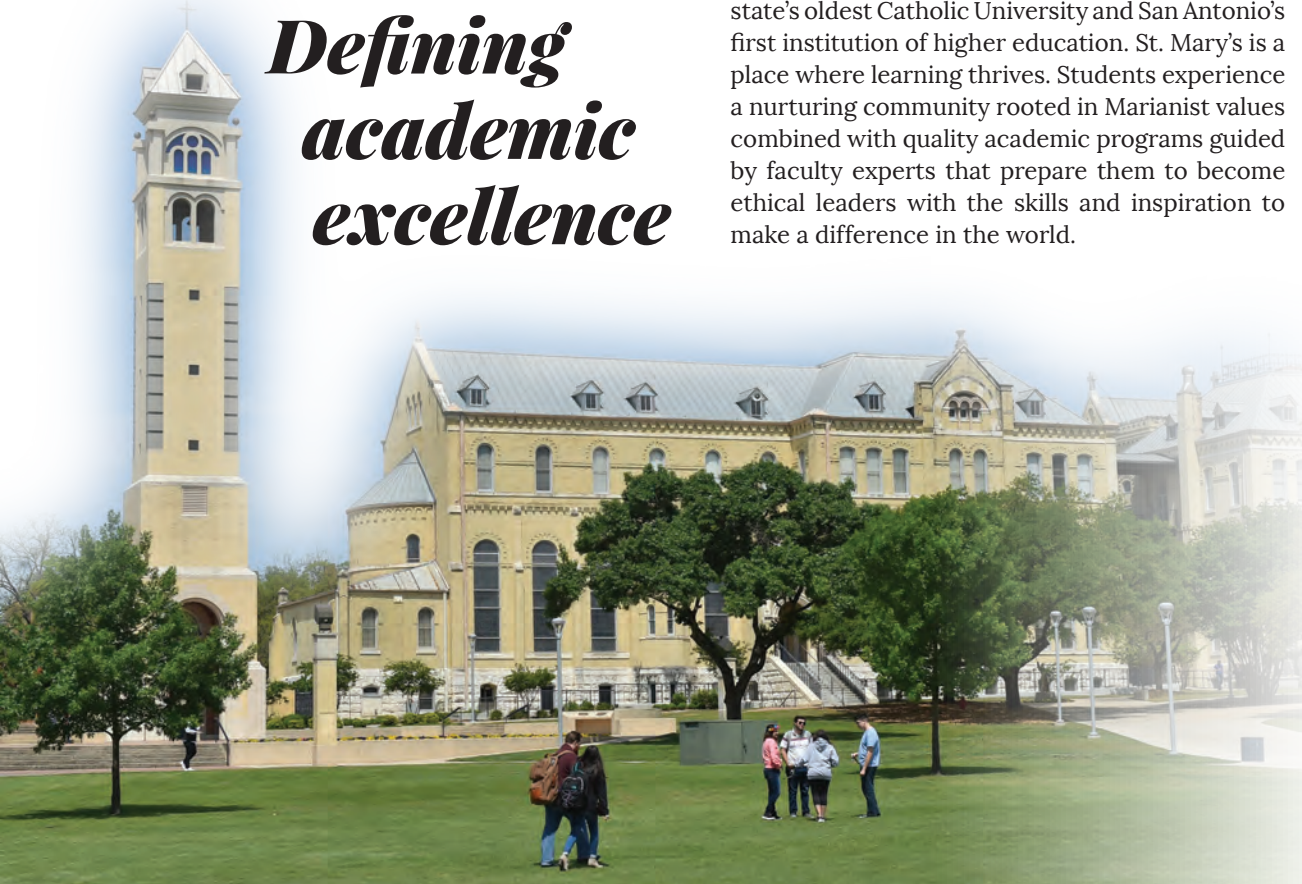 Defining
academic
excellence
state’s oldest Catholic University and San Antonio’s
first institution of higher education. St. Mary’s is a
place where learning thrives. Students experience
a nurturing community rooted in Marianist values
combined with quality academic programs guided
by faculty experts that prepare them to become
ethical leaders with the skills and inspiration to
make a difference in the world.